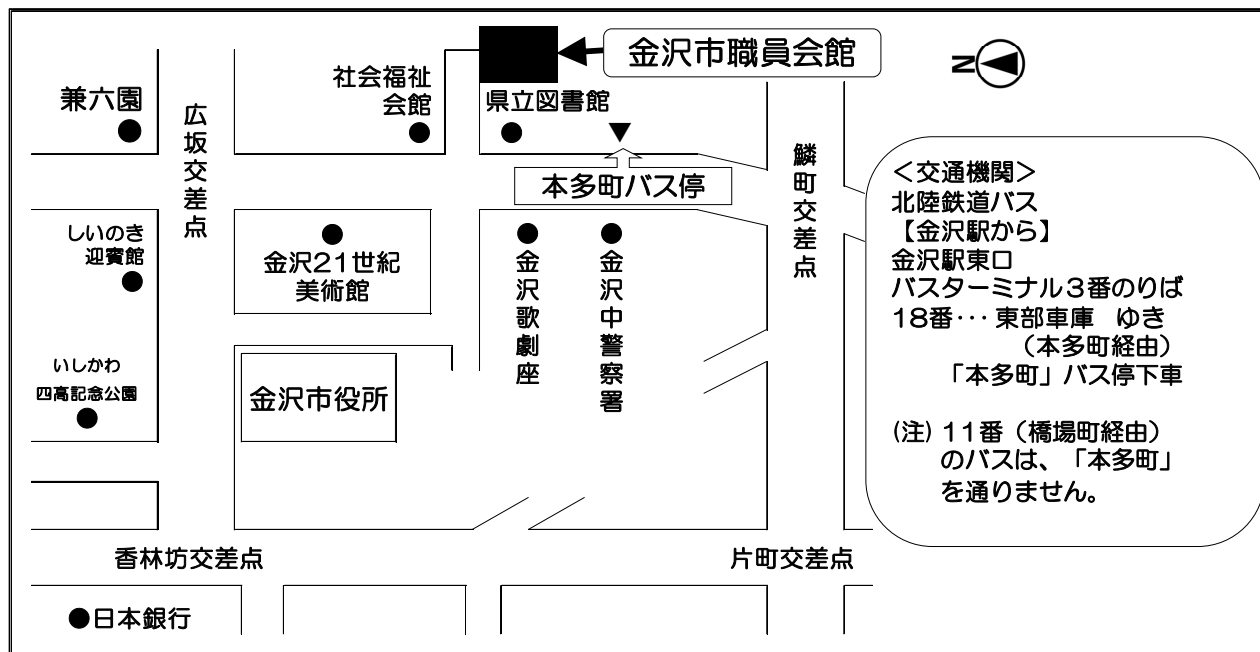 金沢市職員会館
N
社会福祉
会館
県立図書館
兼六園
広坂交差点
鱗町交差点
本多町バス停
しいのき
迎賓館
金沢21世紀
美術館
金沢歌劇座
金沢中警察署
いしかわ
四高記念公園
金沢市役所
香林坊交差点
片町交差点
●日本銀行
＜交通機関＞
北陸鉄道バス
【金沢駅から】
金沢駅東口
バスターミナル３番のりば
18番･･･東部車庫　ゆき
（本多町経由）
「本多町」バス停下車
(注) 11番（橋場町経由）
のバスは、「本多町」
を通りません。